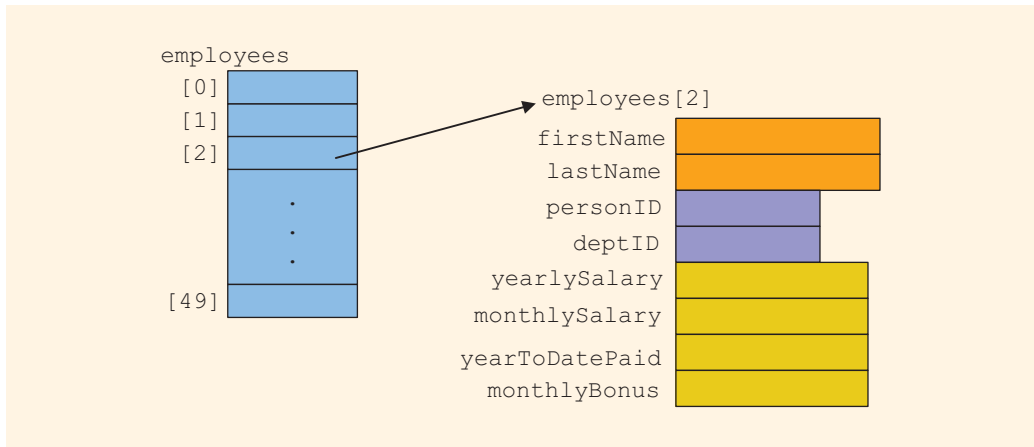 employees
[0]
[1]
[2]
.
.
.
[49]
employees[2]
firstName
lastName
personID
deptID
yearlySalary
monthlySalary
yearToDatePaid
monthlyBonus